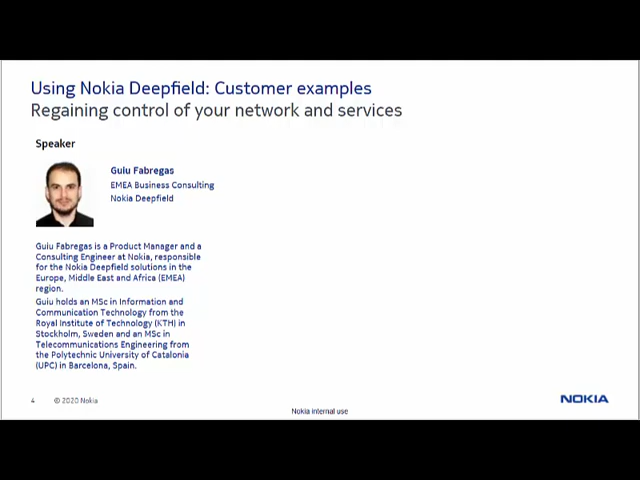 Using Nokia Deepfield: Customer examples
Regaining control of your network and services
Speaker
Guiu Fabregas
EMEA Business Consulting
Nokia Deepfield
Guiu Fabregas is a Product Manager and a
Consulting Engineer at Nokia, responsible
for the Nokia Deepfield solutions in the
Europe, Middle East and Africa (EMEA)
region.
Guiu holds an MSc in Information and
Communication Technology from the
Royal Institute of Technology (KTH) in
Stockholm, Sweden and an MSc in
Telecommunications Engineering from
the Polytechnic University of Catalonia
(UPC) in Barcelona, Spain.
4 © 2020 Nokia
NOKIA
Nokia internal use